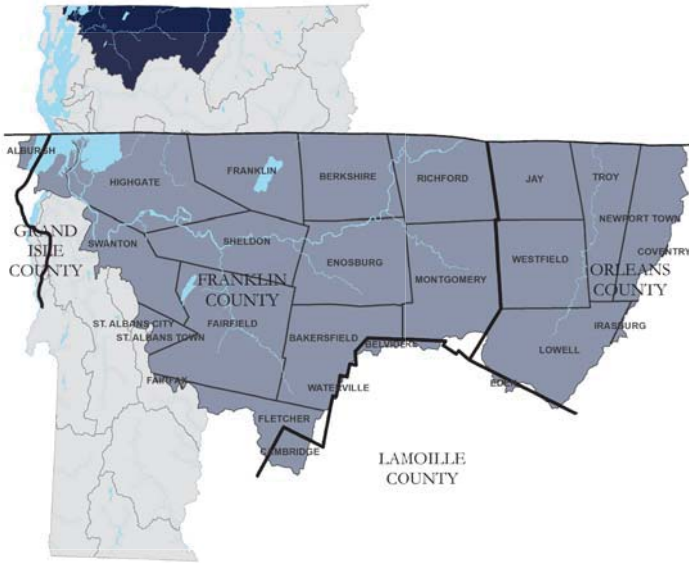 ALBURGH
HIGHGATE
FRANKLIN
BERKSHIRE
RICHFORD
JAY
TROY
NEWPORT TOWN
GRAND
ISLE
COUNTY
SWANTON
SHELDON
ENOSBURG
MONTGOMERY
WESTFIELD
COVENTRY
ORLEANS
COUNTY
FRANKLIN
COUNTY
ST. ALBANS CITY
ST. ALBANS TOWN
FAIRFIELD
BAKERSFIELD
BELVIDERE
LOWELL
IRASBURG
FAIRFAX
WATERVILLE
EDEN
FLETCHER
CAMBRIDGE
LAMOILLE
COUNTY